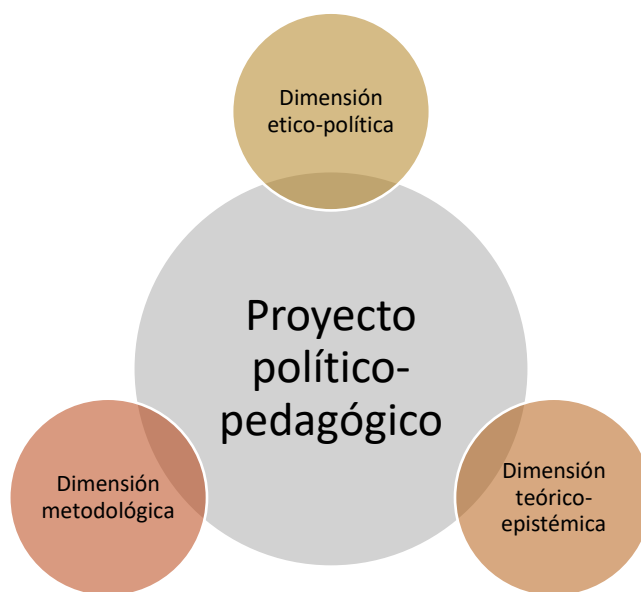 Dimensión
etico-política
Proyecto
político-
pedagógico
Dimensión
metodológica
Dimensión
teórico-
epistémica